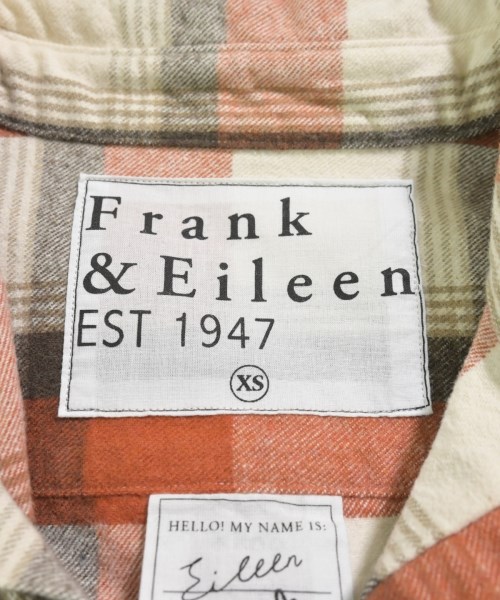 Frank
& Eileen
EST 1947
XS
HELLO! MY NAME IS:
Eileen